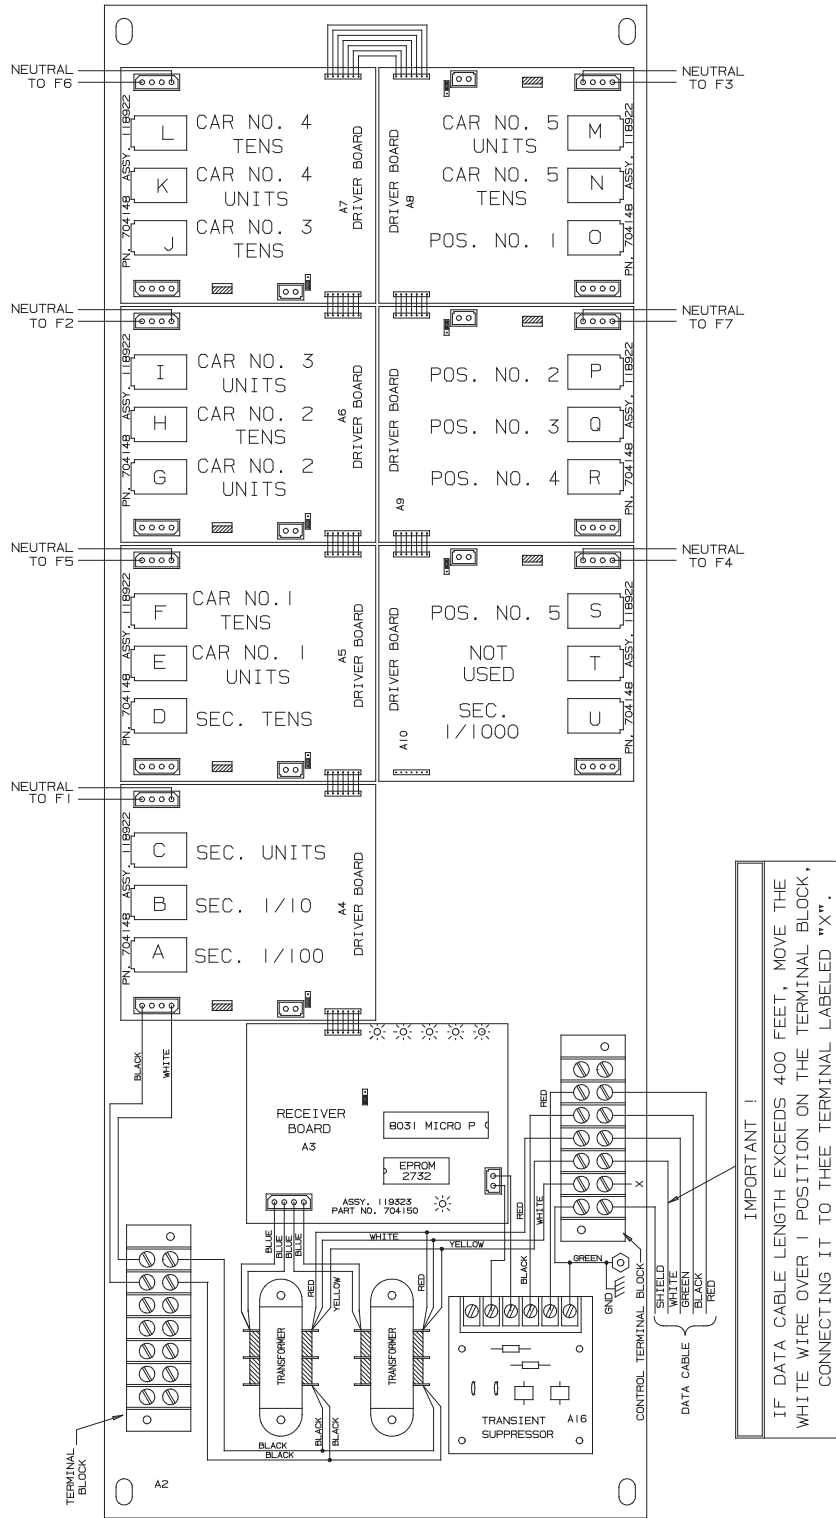 NEUTRAL
TO F6
NEUTRAL
TO F3
PN. 704148 ASSY. 118922
L
CAR NO. 4
TENS
K
CAR NO. 4
UNITS
J
CAR NO. 3
TENS
A7
DRIVER BOARD
DRIVER BOARD
A8
CAR NO. 5
UNITS
M
CAR NO. 5
TENS
N
POS. NO. 1
O
PN. 704148 ASSY. 118922
NEUTRAL
TO F2
NEUTRAL
TO F7
PN. 704148 ASSY. 118922
I
CAR NO. 3
UNITS
H
CAR NO. 2
TENS
G
CAR NO. 2
UNITS
A6
DRIVER BOARD
DRIVER BOARD
A9
POS. NO. 2
P
POS. NO. 3
Q
POS. NO. 4
R
PN. 704148 ASSY. 118922
NEUTRAL
TO F5
NEUTRAL
TO F4
PN. 704148 ASSY. 118922
F
CAR NO.1
TENS
E
CAR NO. 1
UNITS
D
SEC. TENS
A5
DRIVER BOARD
DRIVER BOARD
A10
POS. NO. 5
S
NOT
USED
T
SEC.
1/1000
U
PN. 704148 ASSY. 118922
NEUTRAL
TO F1
PN. 704148 ASSY. 118922
C
SEC. UNITS
B
SEC. 1/10
A
SEC. 1/100
A4
DRIVER BOARD
BLACK
WHITE
RECEIVER
BOARD
A3
8031 MICRO P
EPROM
2732
ASSY. 119323
PART NO. 704150
RED
X
BLUE
BLUE
BLUE
BLUE
WHITE
YELLOW
RED
BLACK
WHITE
RED
YELLOW
RED
GREEN
GND
TRANSFORMER
TRANSFORMER
BLACK
BLACK
BLACK
BLACK
TRANSIENT
SUPPRESSOR
A16
CONTROL TERMINAL BLOCK
SHIELD
WHITE
GREEN
BLACK
RED
DATA CABLE
TERMINAL
BLOCK
A2
IMPORTANT !
IF DATA CABLE LENGTH EXCEEDS 400 FEET, MOVE THE
WHITE WIRE OVER 1 POSITION ON THE TERMINAL BLOCK,
CONNECTING IT TO THEE TERMINAL LABELED "X".